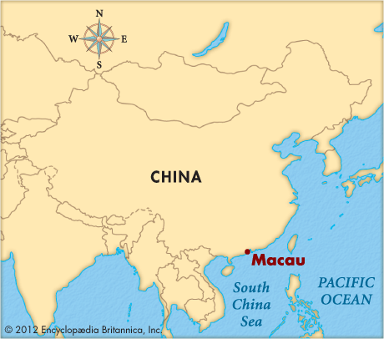 N
W E
S
CHINA
Macau
South
China
Sea
PACIFIC
OCEAN
© 2012 Encyclopædia Britannica, Inc.